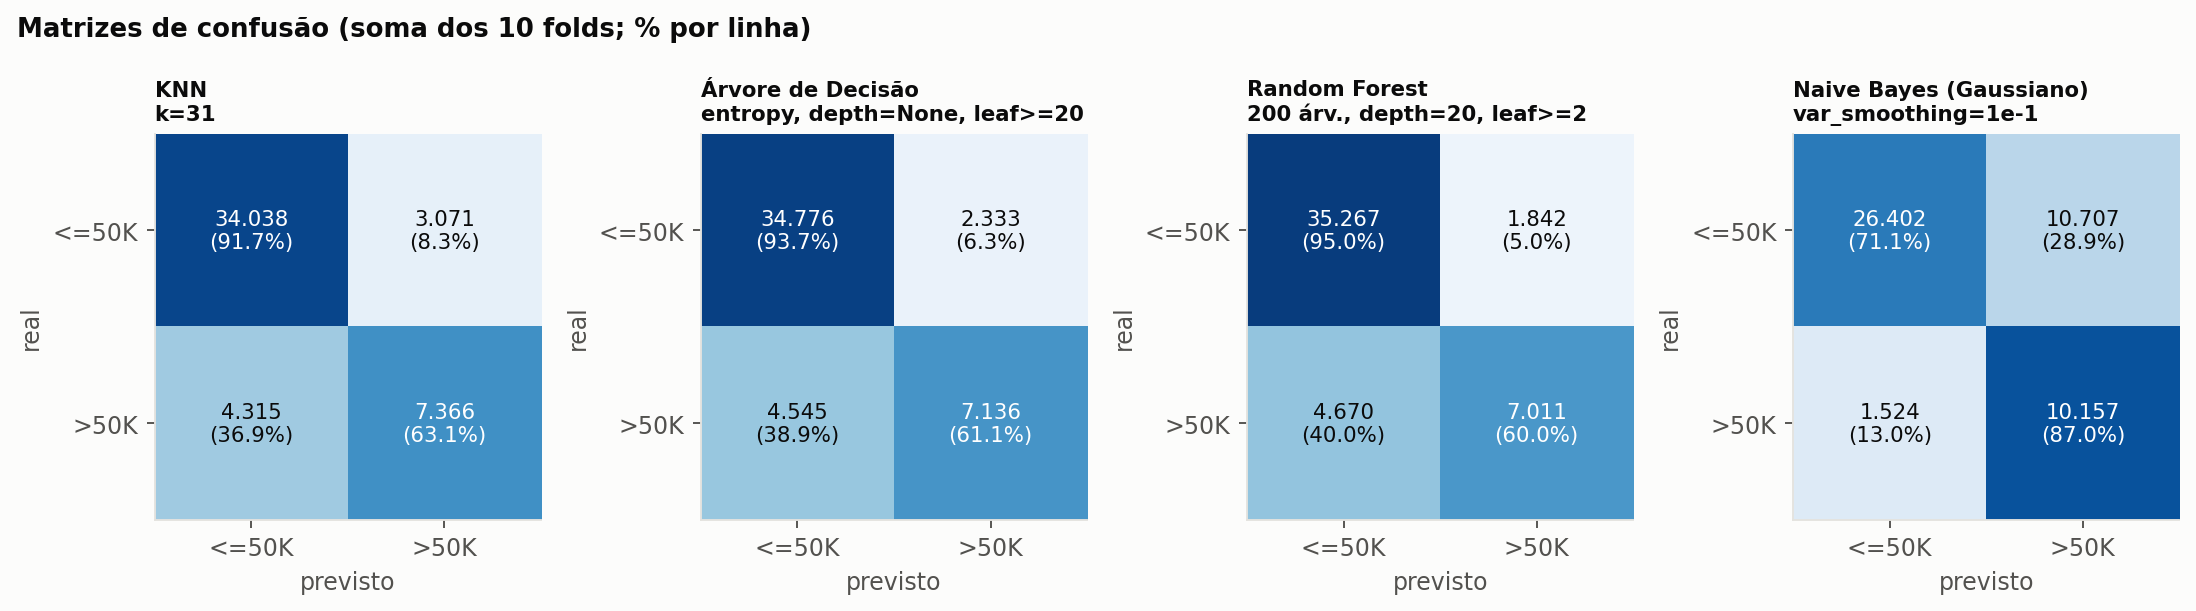 Matrizes de confusão (soma dos 10 folds; % por linha)
KNN
k=31
<=50K
>50K
real
34.038
(91.7%)
3.071
(8.3%)
4.315
(36.9%)
7.366
(63.1%)
<=50K
>50K
previsto
Árvore de Decisão
entropy, depth=None, leaf>=20
<=50K
>50K
real
34.776
(93.7%)
2.333
(6.3%)
4.545
(38.9%)
7.136
(61.1%)
<=50K
>50K
previsto
Random Forest
200 árv., depth=20, leaf>=2
<=50K
>50K
real
35.267
(95.0%)
1.842
(5.0%)
4.670
(40.0%)
7.011
(60.0%)
<=50K
>50K
previsto
Naive Bayes (Gaussiano)
var_smoothing=1e-1
<=50K
>50K
real
26.402
(71.1%)
10.707
(28.9%)
1.524
(13.0%)
10.157
(87.0%)
<=50K
>50K
previsto